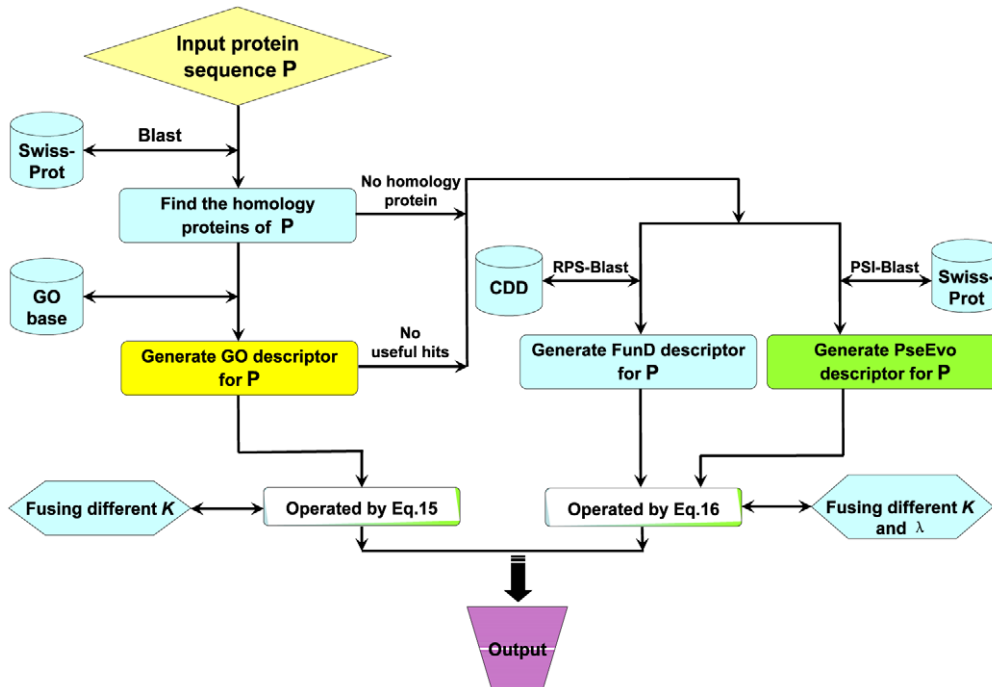 Input protein
sequence P
Blast
Swiss-
Prot
Find the homology
proteins of P
No homology
protein
GO
base
Generate GO descriptor
for P
No
useful hits
CDD
RPS-Blast
PSI-Blast
Swiss-
Prot
Generate FunD descriptor
for P
Generate PseEvo
descriptor for P
Fusing different K
Operated by Eq.15
Operated by Eq.16
Fusing different K
and λ
Output